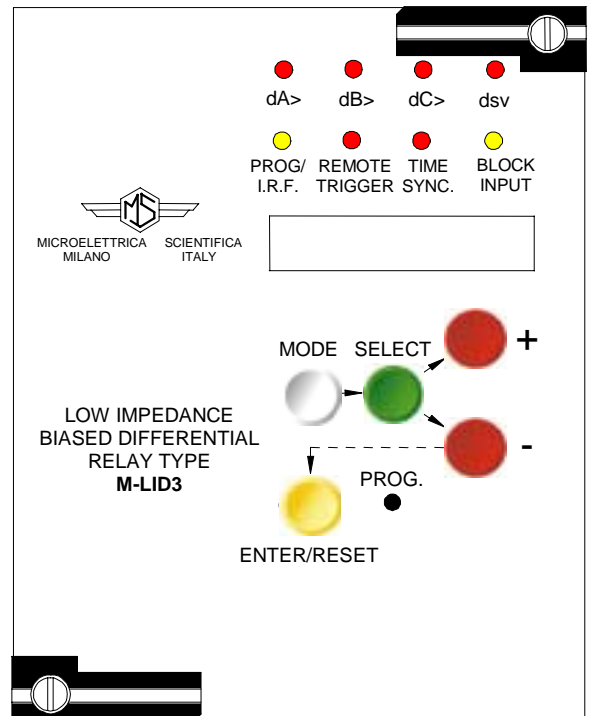 dA> dB> dC> dsv
PROG/ REMOTE TIME BLOCK
I.R.F. TRIGGER SYNC. INPUT
MS
MICROELETTRICA SCIENTIFICA
MILANO ITALY
MODE SELECT +
LOW IMPEDANCE
BIASED DIFFERENTIAL -
RELAY TYPE PROG.
M-LID3
ENTER/RESET